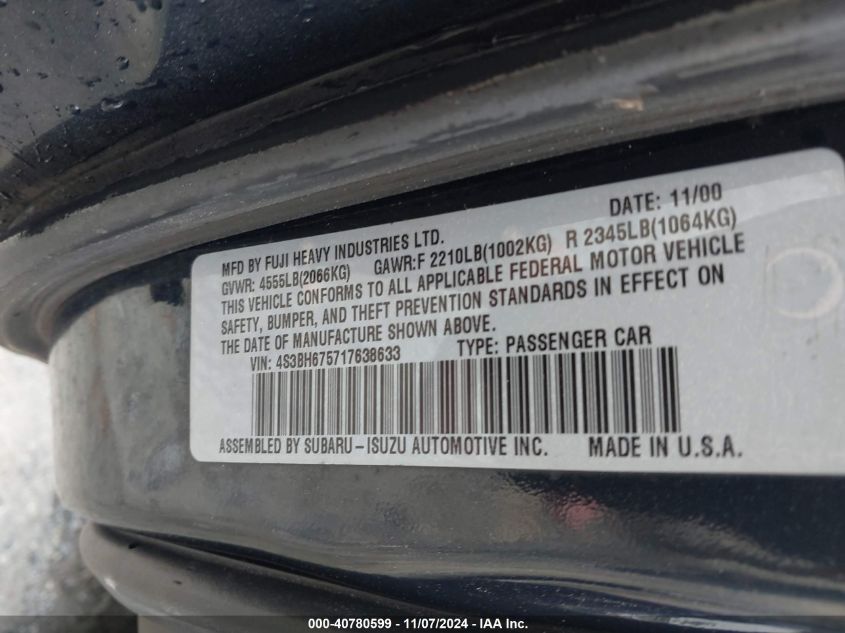 DATE: 11/00
MFD BY FUJI HEAVY INDUSTRIES LTD.
GVWR: 4555LB(2066KG) GAWR:F 2210LB(1002KG) R 2345LB(1064KG)
THIS VEHICLE CONFORMS TO ALL APPLICABLE FEDERAL MOTOR VEHICLE
SAFETY, BUMPER, AND THEFT PREVENTION STANDARDS IN EFFECT ON
THE DATE OF MANUFACTURE SHOWN ABOVE.
VIN: 4S3BH675717638633 TYPE: PASSENGER CAR
ASSEMBLED BY SUBARU-ISUZU AUTOMOTIVE INC. MADE IN U.S.A.
000-40780599 - 11/07/2024 - IAA Inc.